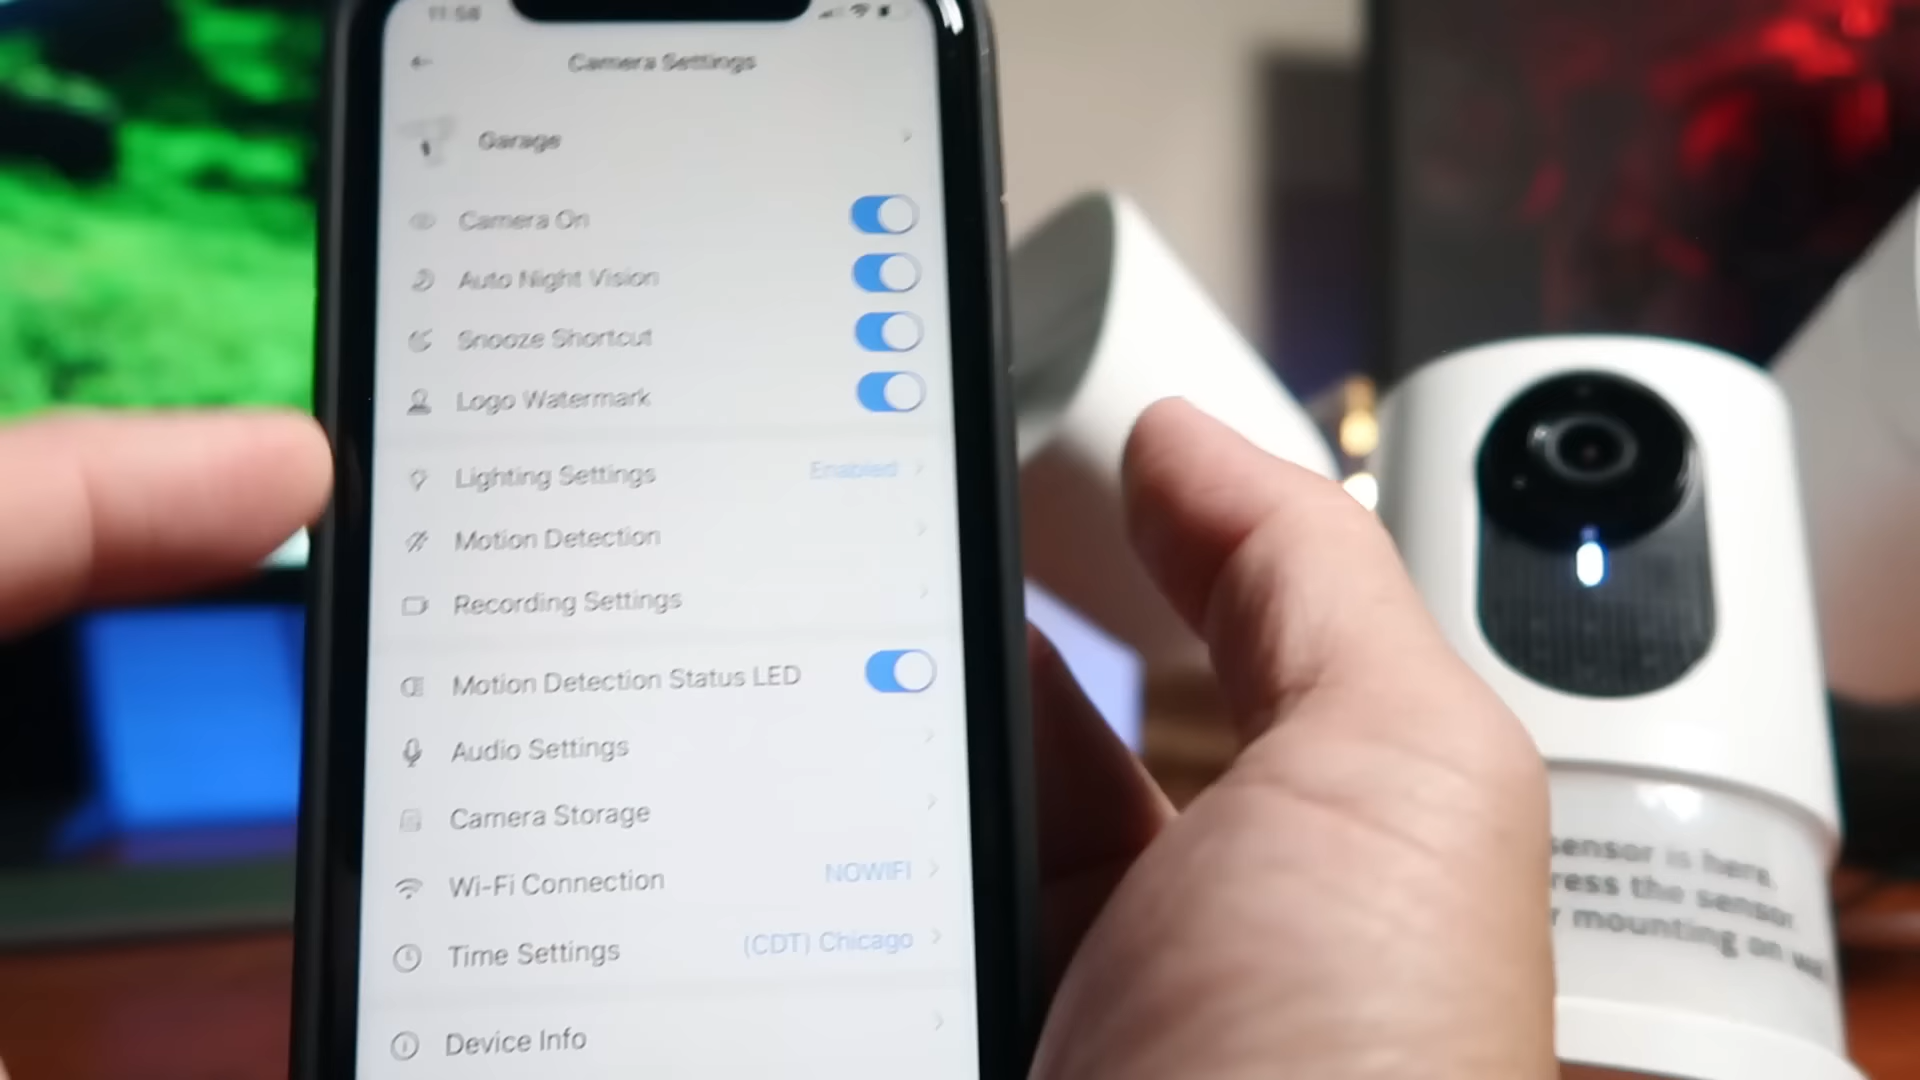 11:58
Camera Settings
Garage
Camera On
Auto Night Vision
Snooze Shortcut
Logo Watermark
Lighting Settings Enabled
Motion Detection
Recording Settings
Motion Detection Status LED
Audio Settings
Camera Storage
Wi-Fi Connection NOWIFI
Time Settings (CDT) Chicago
Device Info
sensor is here.
the sensor
mounting on